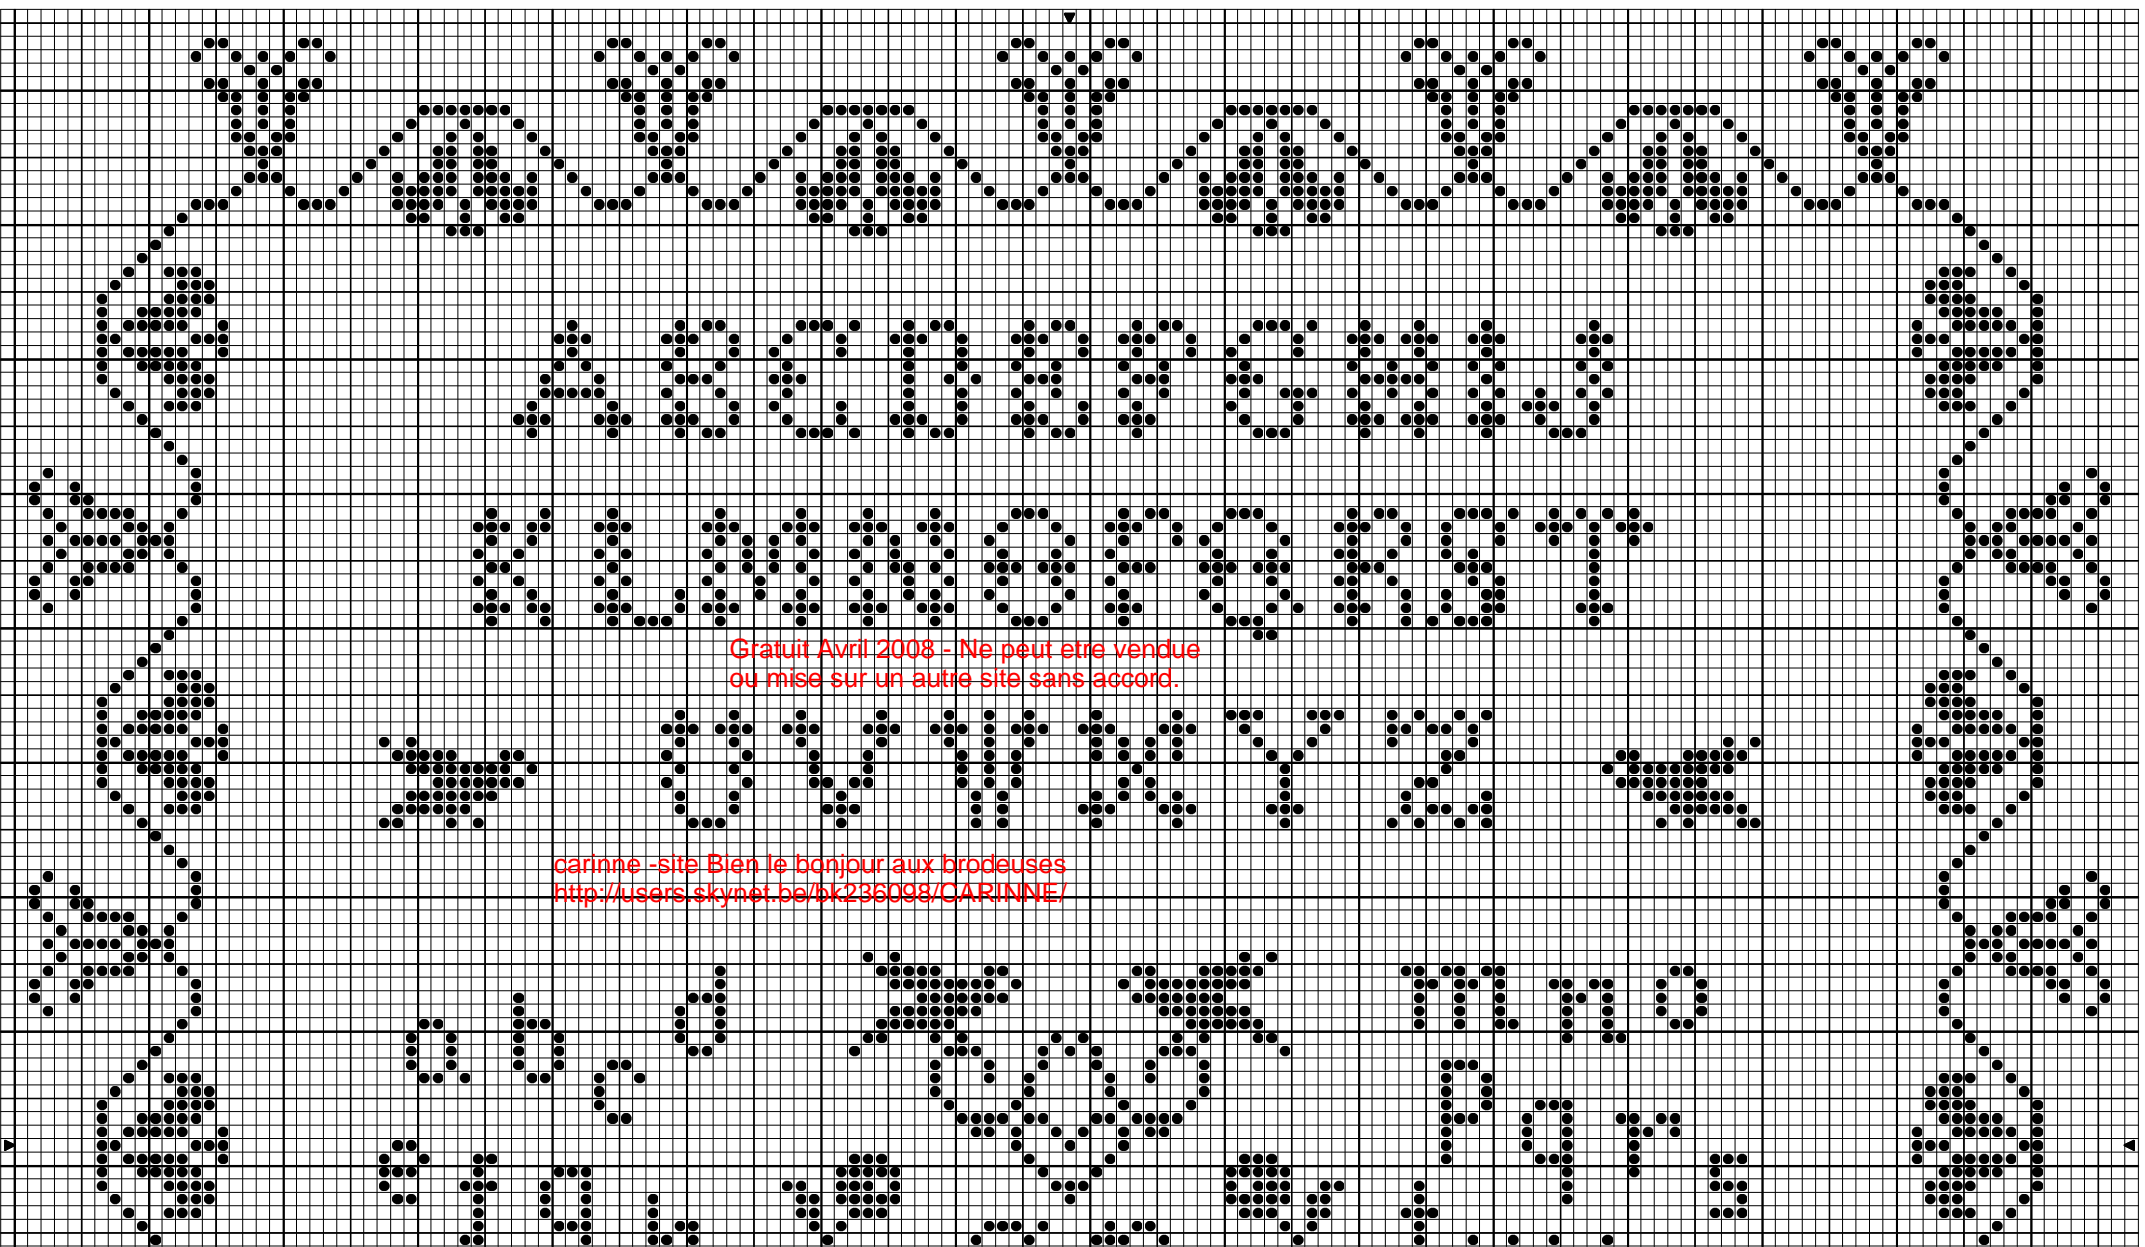 A B C D E F G H I J
K L M N O P Q R S T
Gratuit Avril 2008 - Ne peut etre vendue
ou mise sur un autre site sans accord.
U V W X Y Z
carinne -site Bien le bonjour aux brodeuses
http://users.skynet.be/bk236098/CARINNE/
a b c d
m n o
p q r s
e f g h
t